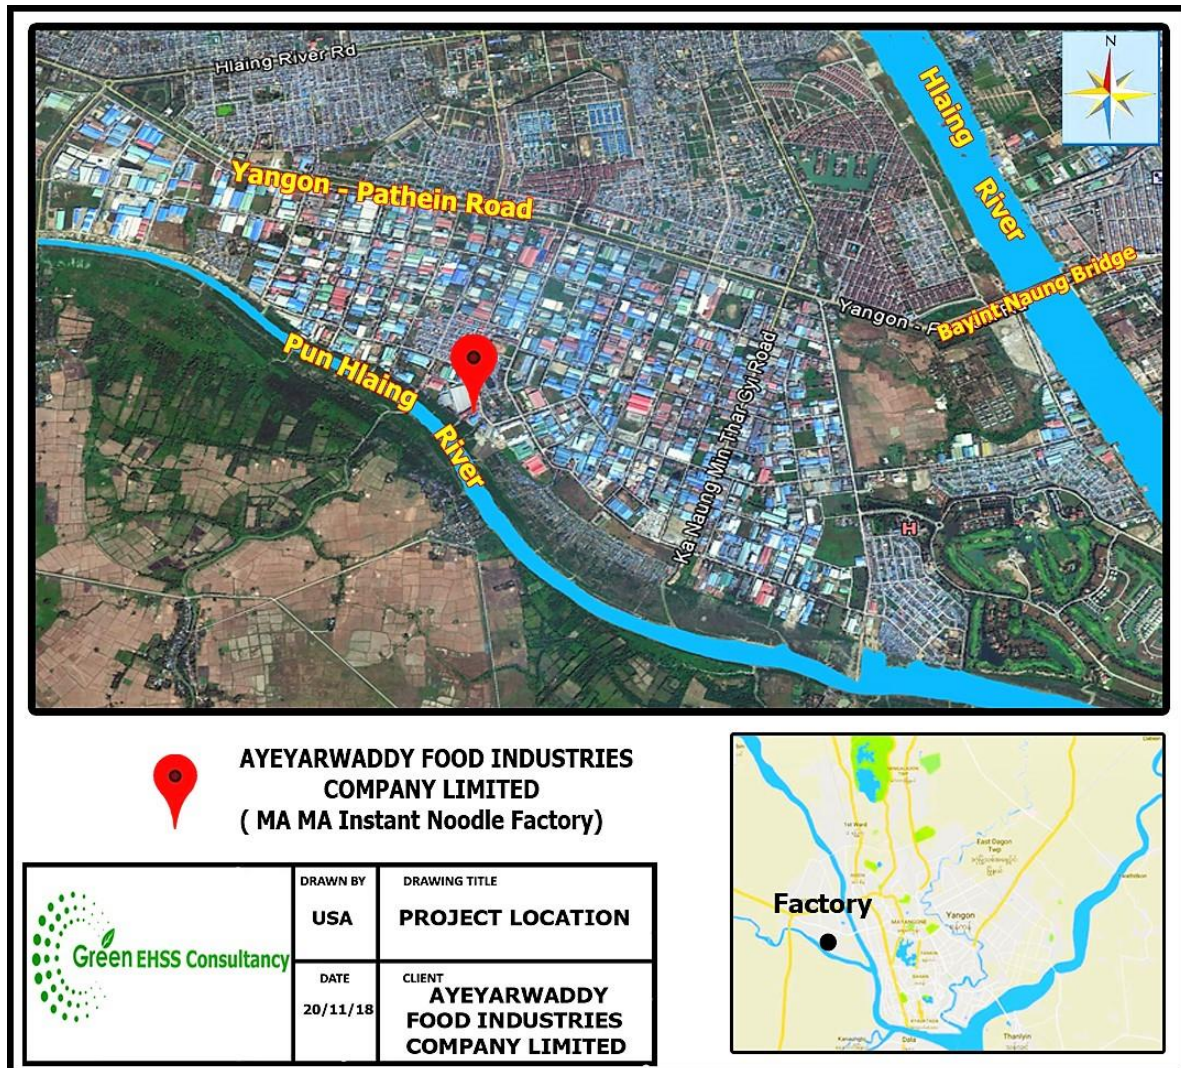 Hlaing River Rd
N
Hlaing
River
Yangon - Pathein Road
Bayint Naung Bridge
Yangon -
Pun Hlaing
River
Ka Naung Min Thar Gyi Road
H
AYEYARWADDY FOOD INDUSTRIES
COMPANY LIMITED
( MA MA Instant Noodle Factory)
Green EHSS Consultancy
DRAWN BY
USA
DRAWING TITLE
PROJECT LOCATION
DATE
20/11/18
CLIENT
AYEYARWADDY
FOOD INDUSTRIES
COMPANY LIMITED
1st Ward
East Dagon
Twp
Factory
Yangon
Dala
Thanlyin